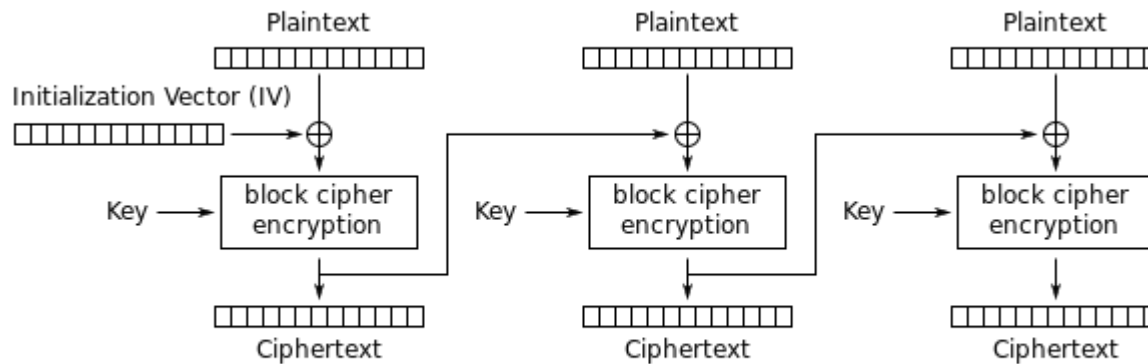 Plaintext
Plaintext
Plaintext
Initialization Vector (IV)
Key
block cipher
encryption
Key
block cipher
encryption
Key
block cipher
encryption
Ciphertext
Ciphertext
Ciphertext